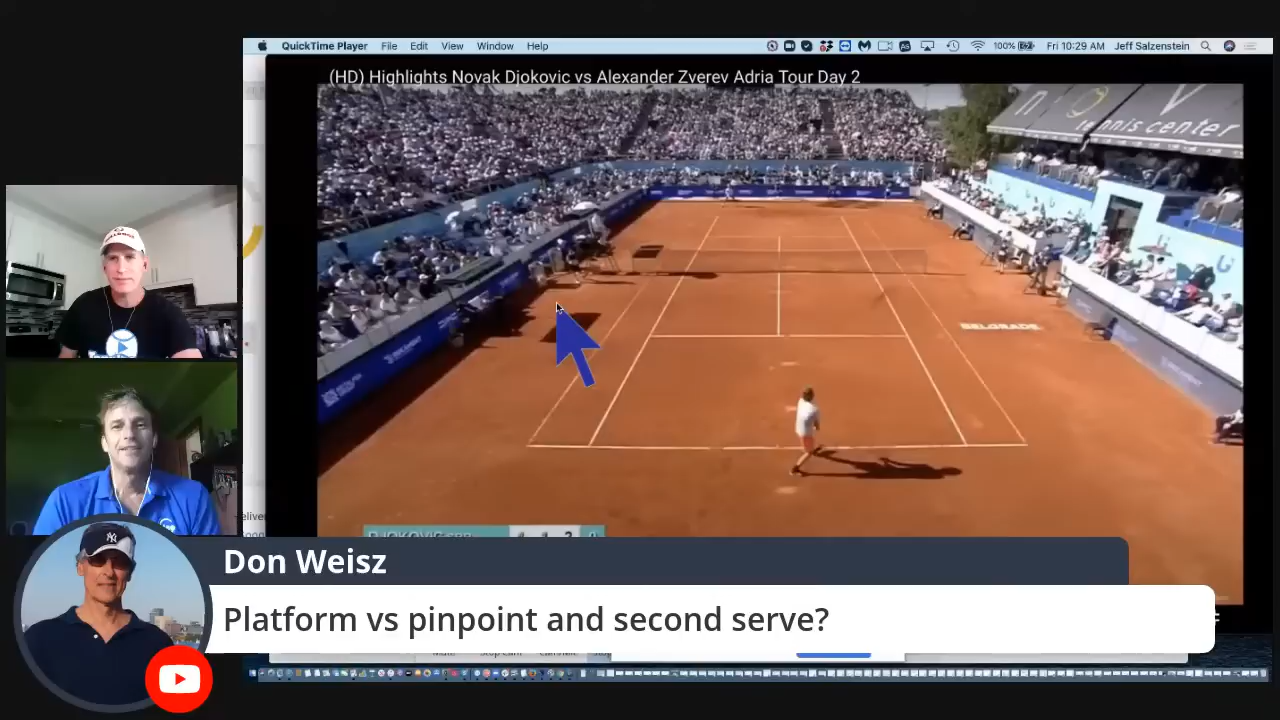 QuickTime Player File Edit View Window Help 100% Fri 10:29 AM Jeff Salzenstein
(HD) Highlights Novak Djokovic vs Alexander Zverev Adria Tour Day 2
tennis center
BELGRADE
DJOKOVIC
Don Weisz
Platform vs pinpoint and second serve?